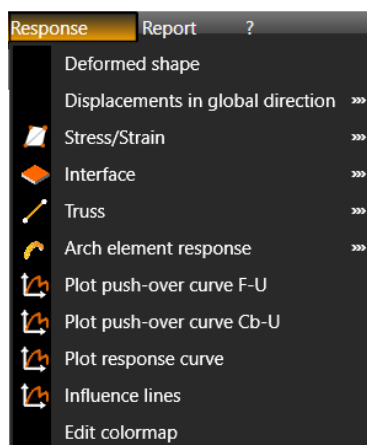 Response Report ?
Deformed shape
Displacements in global direction »»
Stress/Strain »»
Interface »»
Truss »»
Arch element response »»
Plot push-over curve F-U
Plot push-over curve Cb-U
Plot response curve
Influence lines
Edit colormap